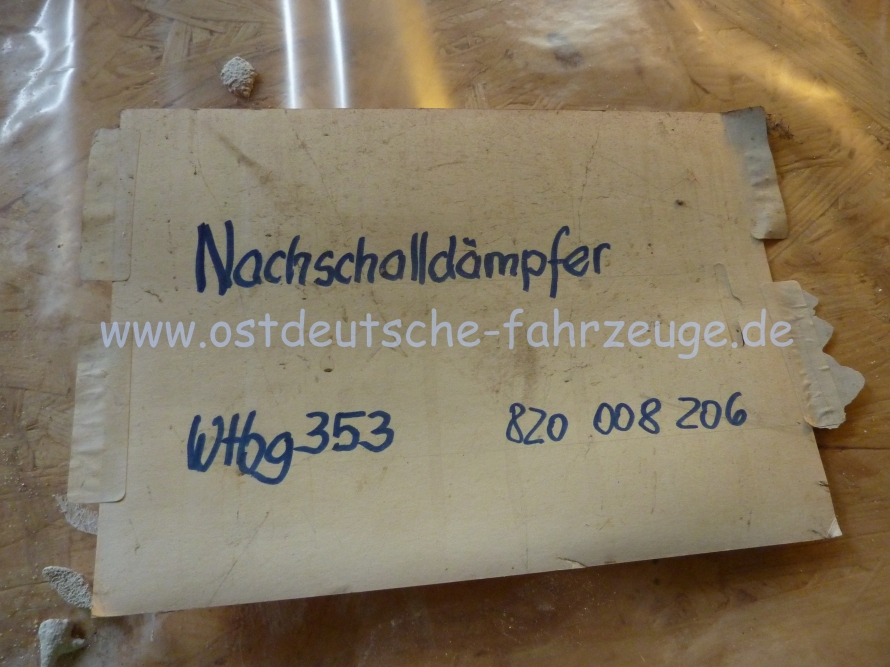 Nachschalldämpfer
www.ostdeutsche-fahrzeuge.de
Wtbg 353 820 008 206